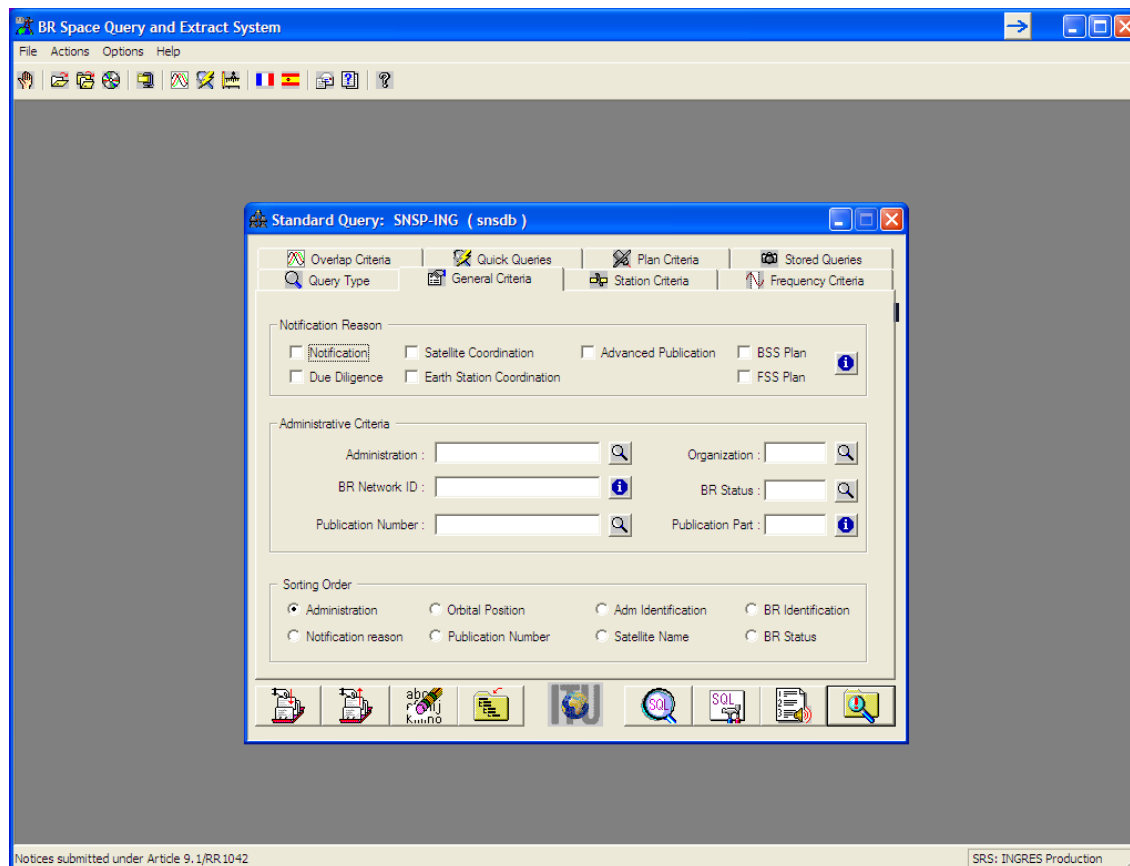 BR Space Query and Extract System
File Actions Options Help
Standard Query: SNSP-ING ( snsdb )
Overlap Criteria Quick Queries Plan Criteria Stored Queries
Query Type General Criteria Station Criteria Frequency Criteria
Notification Reason
Notification Satellite Coordination Advanced Publication BSS Plan
Due Diligence Earth Station Coordination FSS Plan
Administrative Criteria
Administration : Organization :
BR Network ID : BR Status :
Publication Number : Publication Part :
Sorting Order
Administration Orbital Position Adm Identification BR Identification
Notification reason Publication Number Satellite Name BR Status
ITU SQL SQL
Notices submitted under Article 9.1/RR1042 SRS: INGRES Production